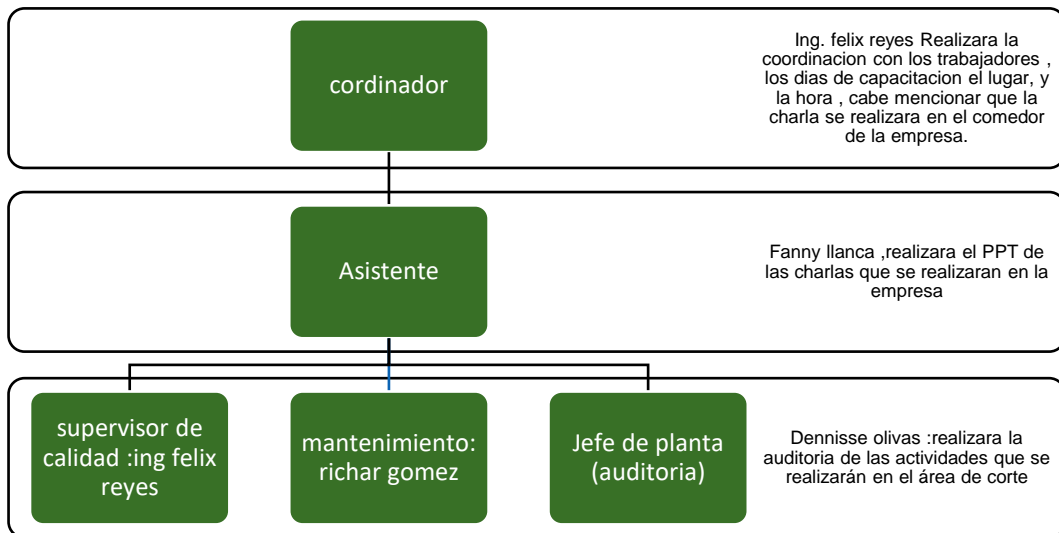 cordinador
Ing. felix reyes Realizara la
coordinacion con los trabajadores ,
los dias de capacitacion el lugar, y
la hora , cabe mencionar que la
charla se realizara en el comedor
de la empresa.
Asistente
Fanny llanca ,realizara el PPT de
las charlas que se realizaran en la
empresa
supervisor de
calidad :ing felix
reyes
mantenimiento:
richar gomez
Jefe de planta
(auditoria)
Dennisse olivas :realizara la
auditoria de las actividades que se
realizarán en el área de corte